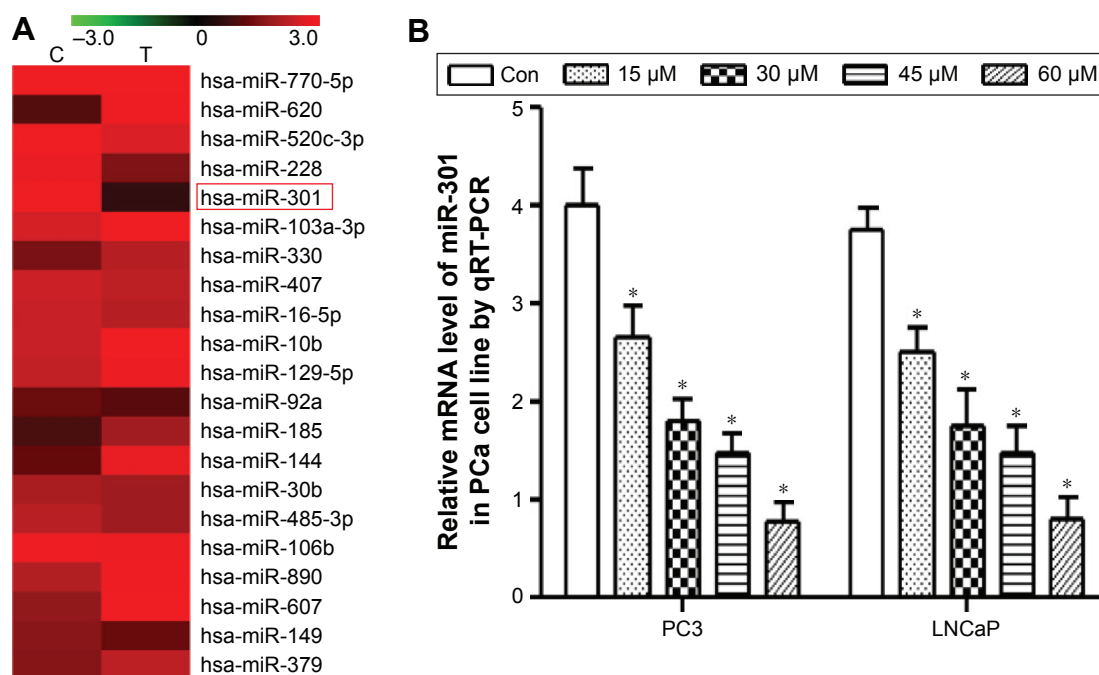 A
–3.0 0 3.0
C T
hsa-miR-770-5p
hsa-miR-620
hsa-miR-520c-3p
hsa-miR-228
hsa-miR-301
hsa-miR-103a-3p
hsa-miR-330
hsa-miR-407
hsa-miR-16-5p
hsa-miR-10b
hsa-miR-129-5p
hsa-miR-92a
hsa-miR-185
hsa-miR-144
hsa-miR-30b
hsa-miR-485-3p
hsa-miR-106b
hsa-miR-890
hsa-miR-607
hsa-miR-149
hsa-miR-379
B
Con 15 μM 30 μM 45 μM 60 μM
Relative mRNA level of miR-301
in PCa cell line by qRT-PCR
5
4
3
2
1
0
* * * *
* * * *
PC3 LNCaP